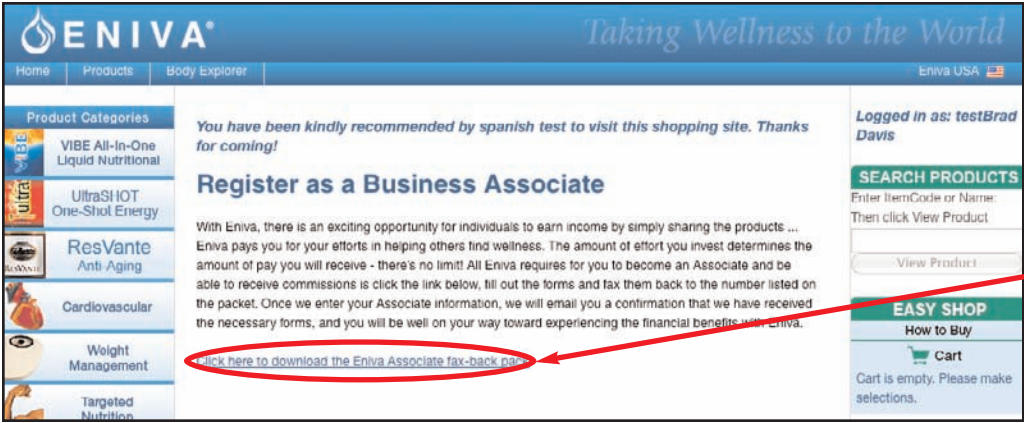 ENIVA®
Taking Wellness to the World
Home
Products
Body Explorer
Eniva USA
Product Categories
VIBE
VIBE All-In-One
Liquid Nutritional
ultra
UltraSHOT
One-Shot Energy
ResVante
ResVante
Anti-Aging
Cardiovascular
Weight
Management
Targeted
Nutrition
You have been kindly recommended by spanish test to visit this shopping site. Thanks
for coming!
Register as a Business Associate
With Eniva, there is an exciting opportunity for individuals to earn income by simply sharing the products ...
Eniva pays you for your efforts in helping others find wellness. The amount of effort you invest determines the
amount of pay you will receive - there's no limit! All Eniva requires for you to become an Associate and be
able to receive commissions is click the link below, fill out the forms and fax them back to the number listed on
the packet. Once we enter your Associate information, we will email you a confirmation that we have received
the necessary forms, and you will be well on your way toward experiencing the financial benefits with Eniva.
Click here to download the Eniva Associate fax-back pack
Logged in as: testBrad
Davis
SEARCH PRODUCTS
Enter ItemCode or Name:
Then click View Product
View Product
EASY SHOP
How to Buy
Cart
Cart is empty. Please make
selections.